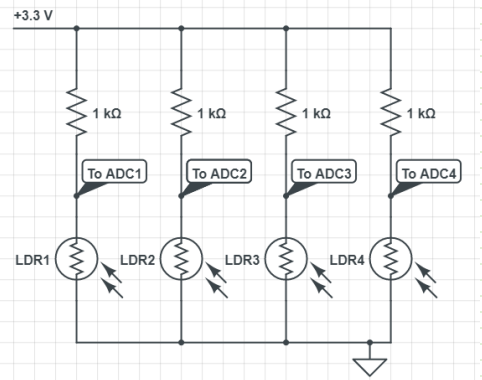 +3.3 V
1 kΩ 1 kΩ 1 kΩ 1 kΩ
To ADC1 To ADC2 To ADC3 To ADC4
LDR1 LDR2 LDR3 LDR4